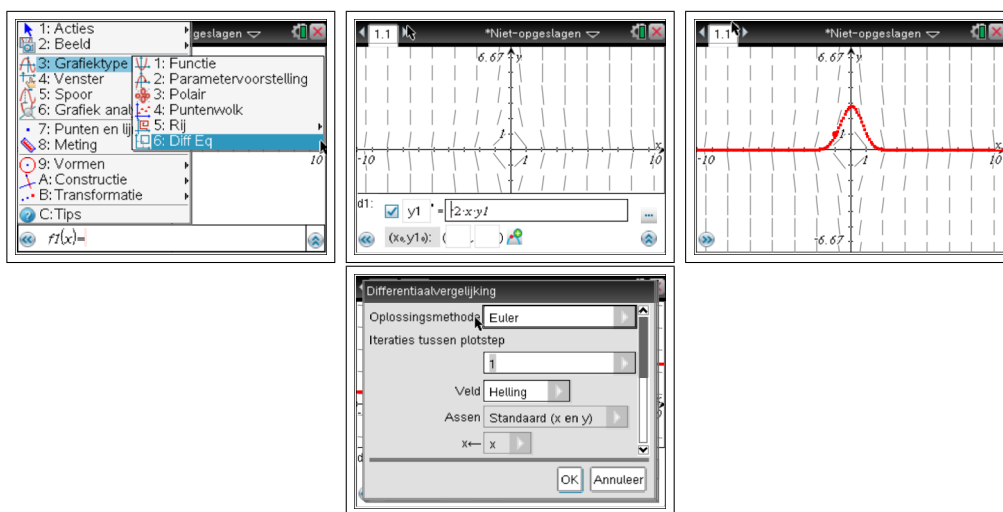 1: Acties
2: Beeld
3: Grafiektype
4: Venster
5: Spoor
6: Grafiek anal
7: Punten en lij
8: Meting
9: Vormen
A: Constructie
B: Transformatie
C: Tips
geslagen
1: Functie
2: Parametervoorstelling
3: Polair
4: Puntenwolk
5: Rij
6: Diff Eq
10
f1(x)=
1.1
*Niet-opgeslagen
6.67 y
1
x
-10 1 10
d1: y1 ' = -2·x·y1
...
(x₀,y1₀): ( , )
1.1
*Niet-opgeslagen
6.67 y
1
x
-10 1 10
-6.67
Differentiaalvergelijking
Oplossingsmethode Euler
Iteraties tussen plotstep
1
Veld Helling
Assen Standaard (x en y)
x← x
OK Annuleer